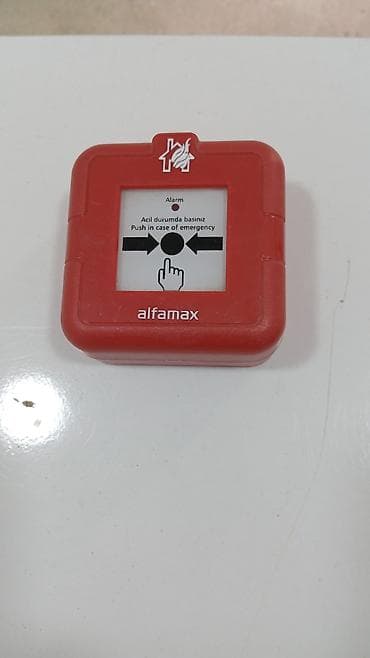 Alarm
Acil durumda basınız
Push in case of emergency
alfamax